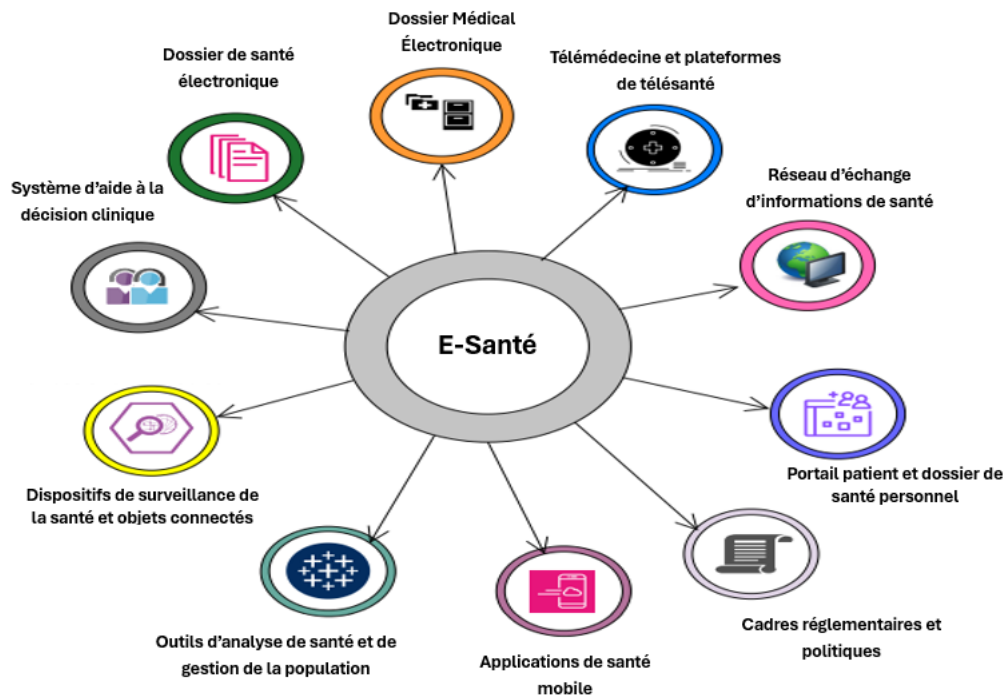 Dossier Médical
Électronique
Dossier de santé
électronique
Télémédecine et plateformes
de télésanté
Système d’aide à la
décision clinique
Réseau d’échange
d’informations de santé
E-Santé
Portail patient et dossier de
santé personnel
Dispositifs de surveillance de
la santé et objets connectés
Cadres réglementaires et
politiques
Outils d’analyse de santé et de
gestion de la population
Applications de santé
mobile